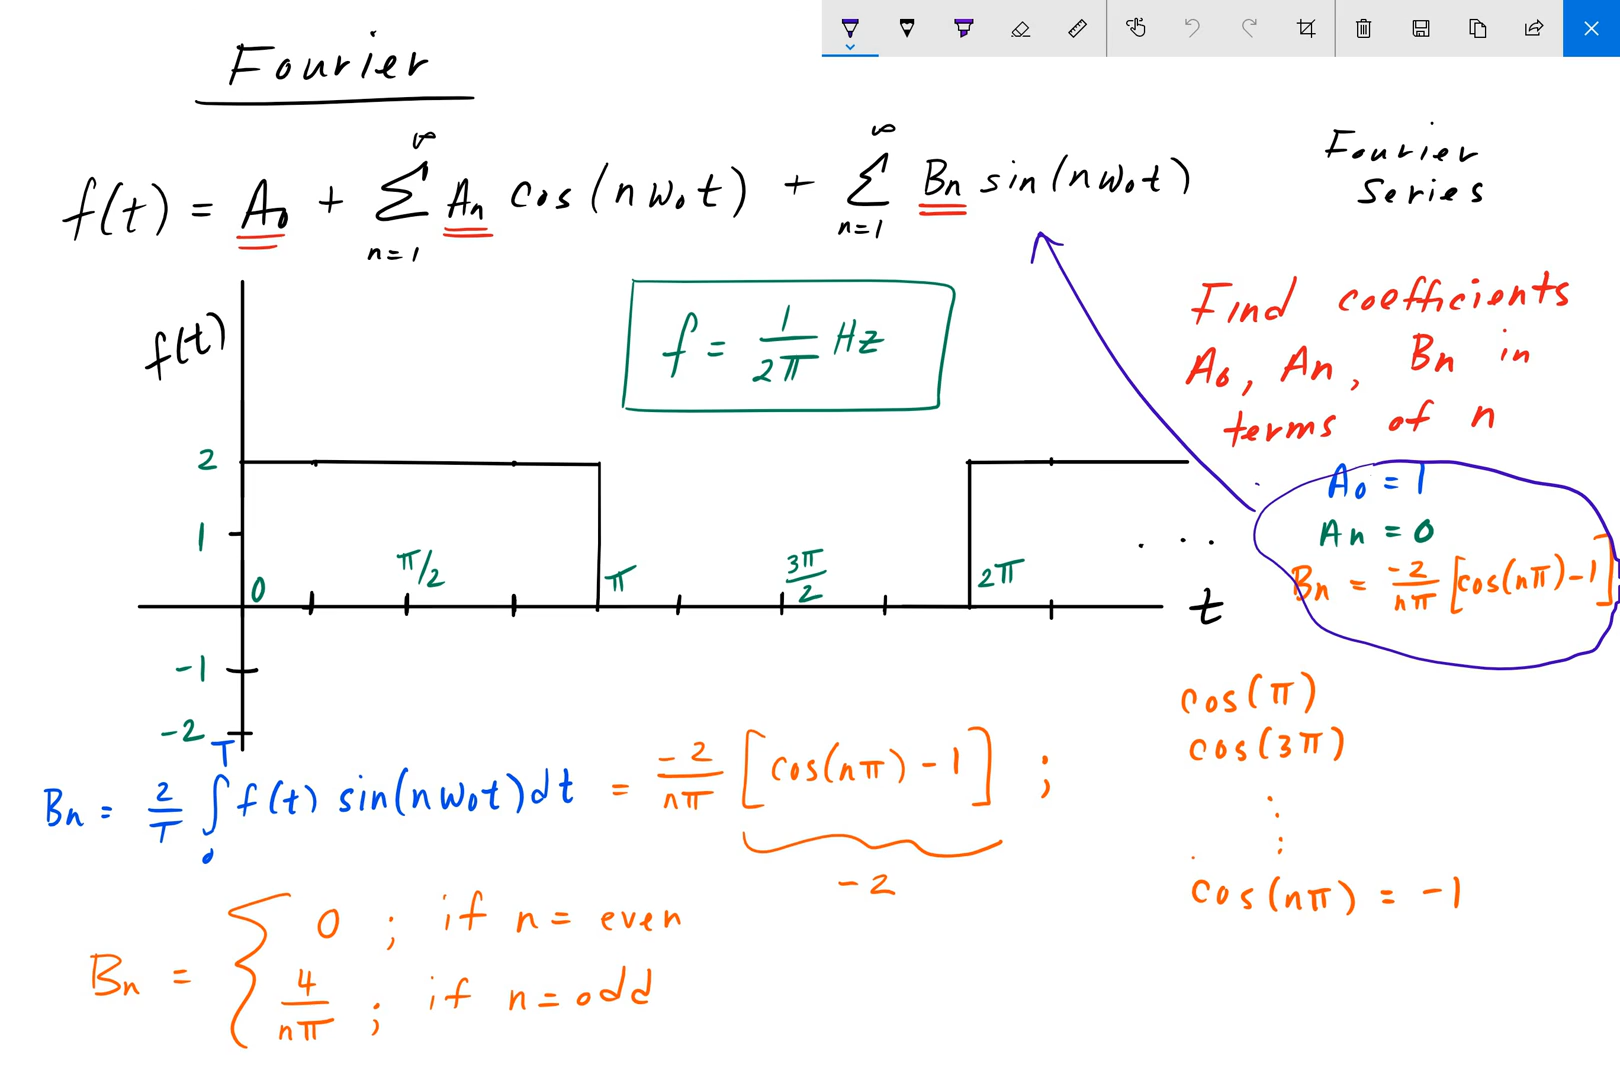 Fourier
f(t) = A₀ + ∞ Σ n=1 Aₙ cos(nω₀t) + ∞ Σ n=1 Bₙ sin(nω₀t)
Fourier
Series
f(t)
f = 1/2π Hz
Find coefficients
A₀, An, Bn in
terms of n
2
1
0
π/2
π
3π/2
2π
. . .
t
-1
-2
A₀ = 1
An = 0
Bn = -2/nπ [cos(nπ)-1]
cos(π)
cos(3π)
⋮
cos(nπ) = -1
Bn = 2/T ∫₀ᵀ f(t) sin(nω₀t)dt = -2/nπ [cos(nπ) - 1] ;
-2
Bn = { 0 ; if n = even
4/nπ ; if n = odd